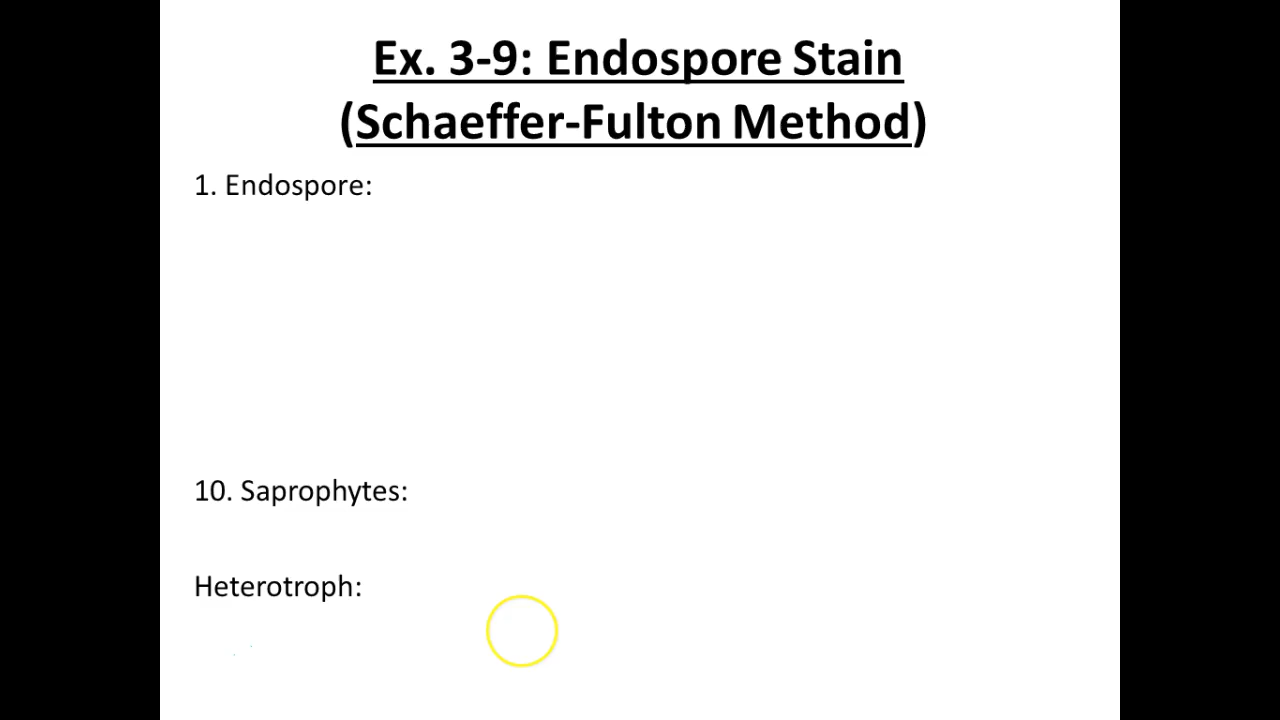 Ex. 3-9: Endospore Stain
(Schaeffer-Fulton Method)
1. Endospore:
10. Saprophytes:
Heterotroph: